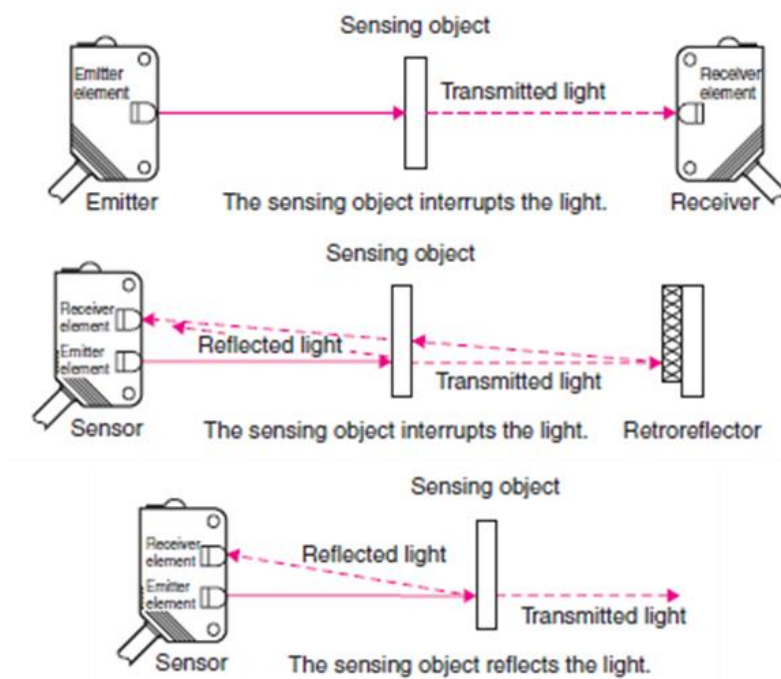 Sensing object
Emitter
element
Transmitted light
Receiver
element
Emitter
The sensing object interrupts the light.
Receiver
Sensing object
Receiver
element
Emitter
element
Reflected light
Transmitted light
Sensor
The sensing object interrupts the light.
Retroreflector
Sensing object
Receiver
element
Emitter
element
Reflected light
Transmitted light
Sensor
The sensing object reflects the light.